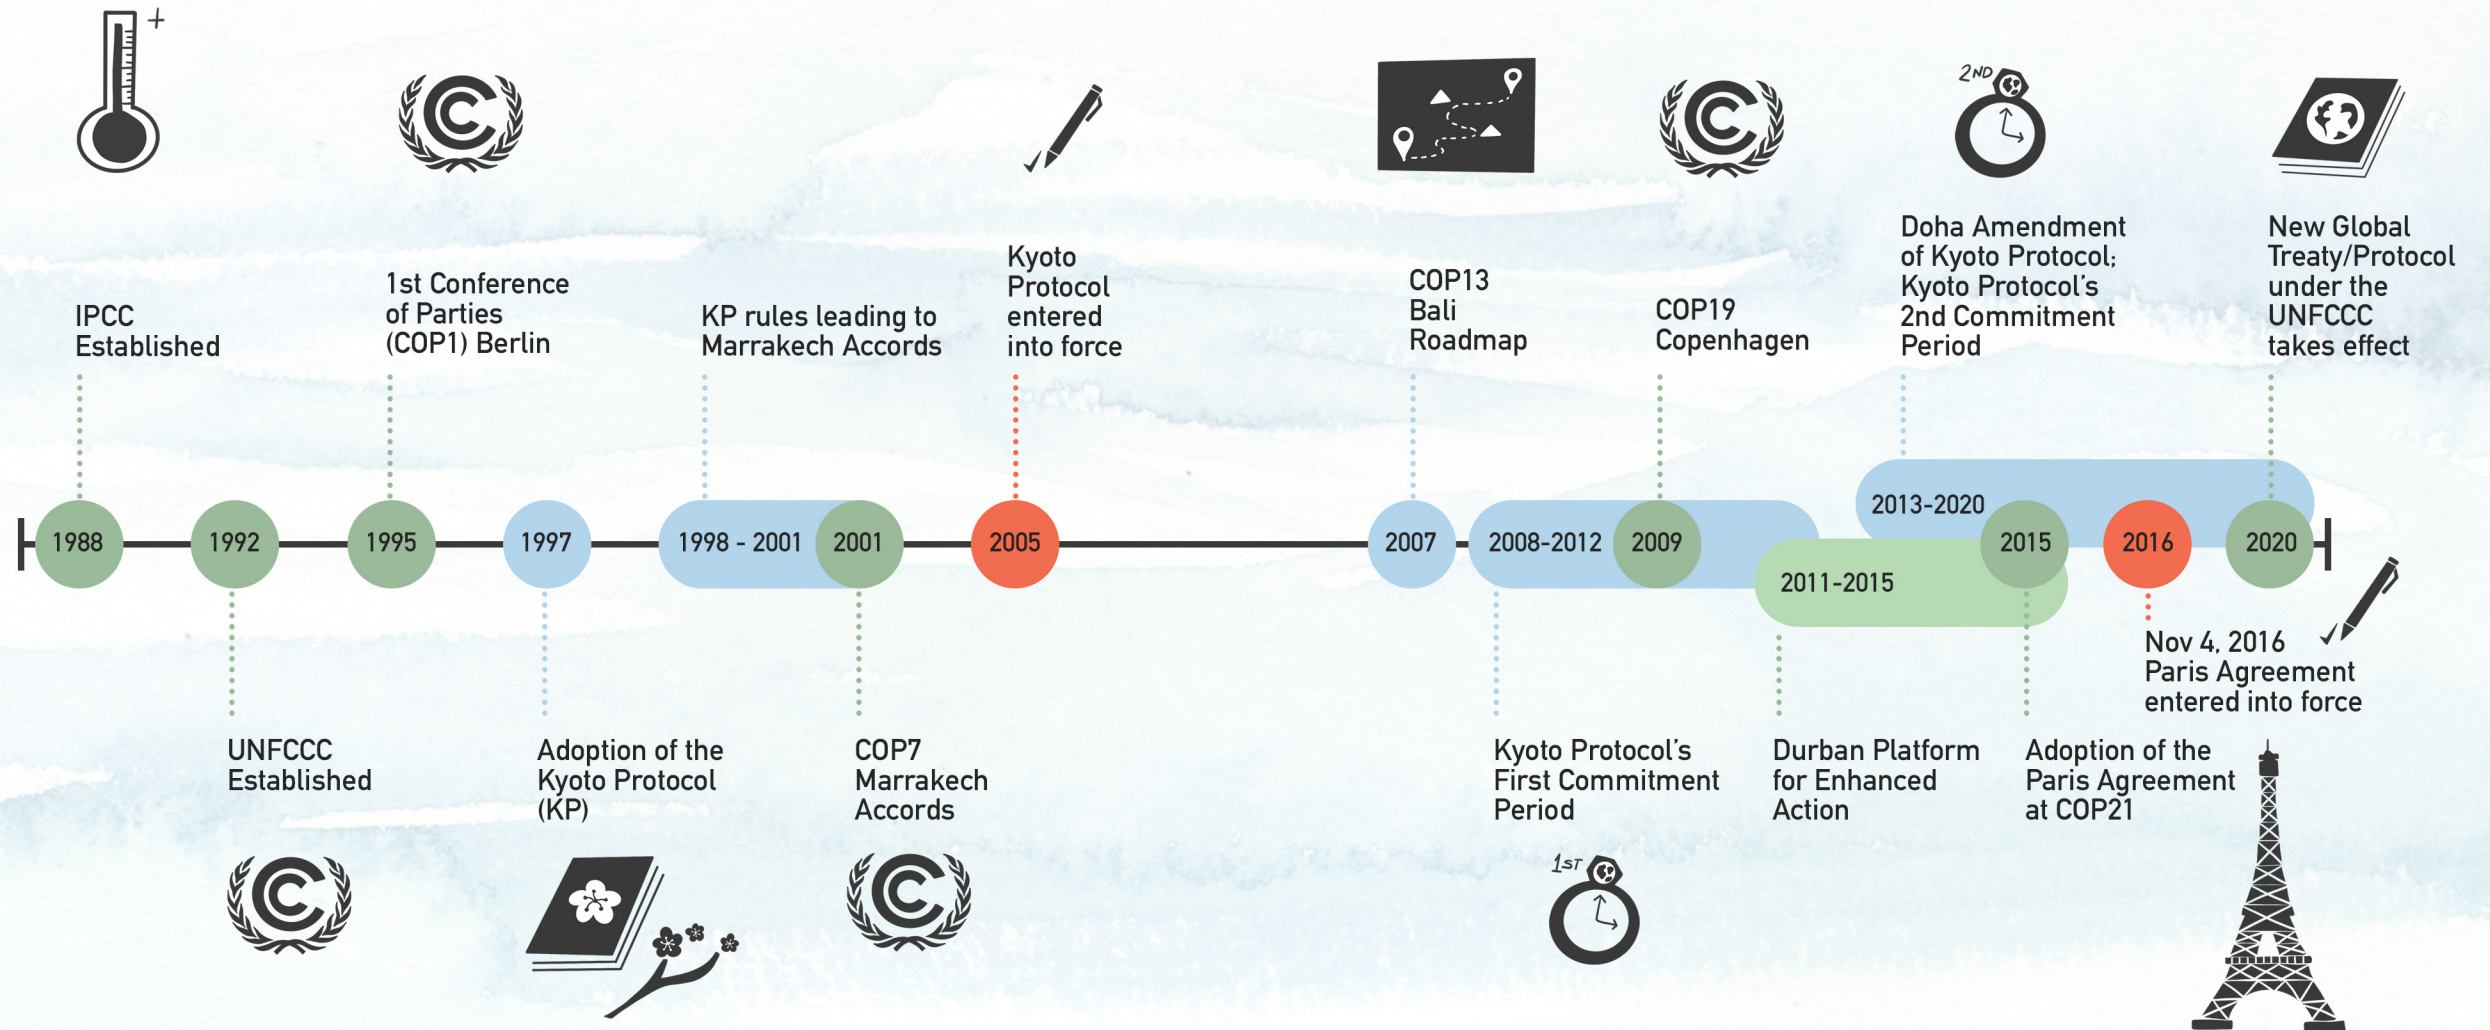 +
2ND
IPCC
Established
1st Conference
of Parties
(COP1) Berlin
KP rules leading to
Marrakech Accords
Kyoto
Protocol
entered
into force
COP13
Bali
Roadmap
COP19
Copenhagen
Doha Amendment
of Kyoto Protocol;
Kyoto Protocol's
2nd Commitment
Period
New Global
Treaty/Protocol
under the
UNFCCC
takes effect
1988
1992
1995
1997
1998 - 2001
2001
2005
2007
2008-2012
2009
2011-2015
2013-2020
2015
2016
2020
UNFCCC
Established
Adoption of the
Kyoto Protocol
(KP)
COP7
Marrakech
Accords
Kyoto Protocol's
First Commitment
Period
1ST
Durban Platform
for Enhanced
Action
Adoption of the
Paris Agreement
at COP21
Nov 4, 2016
Paris Agreement
entered into force